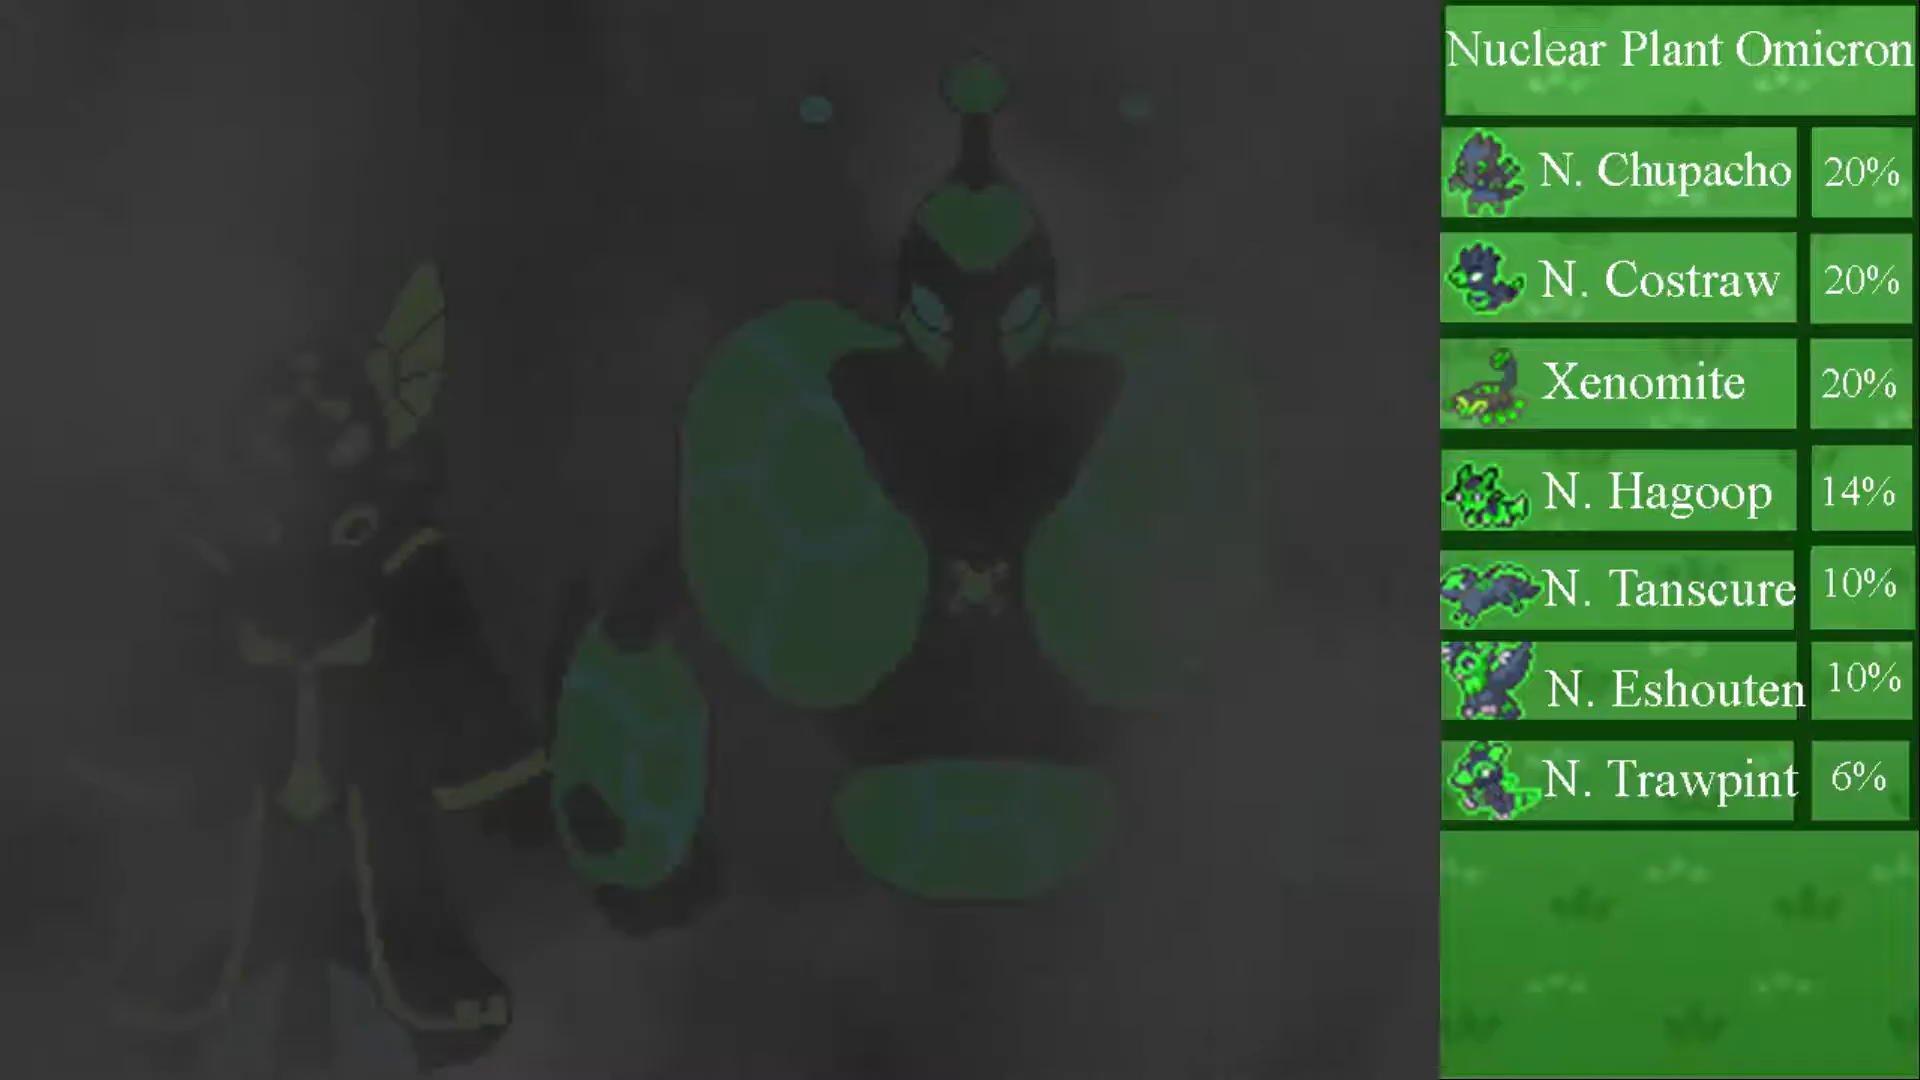 Nuclear Plant Omicron
N. Chupacho 20%
N. Costraw 20%
Xenomite 20%
N. Hagoop 14%
N. Tanscure 10%
N. Eshouten 10%
N. Trawpint 6%